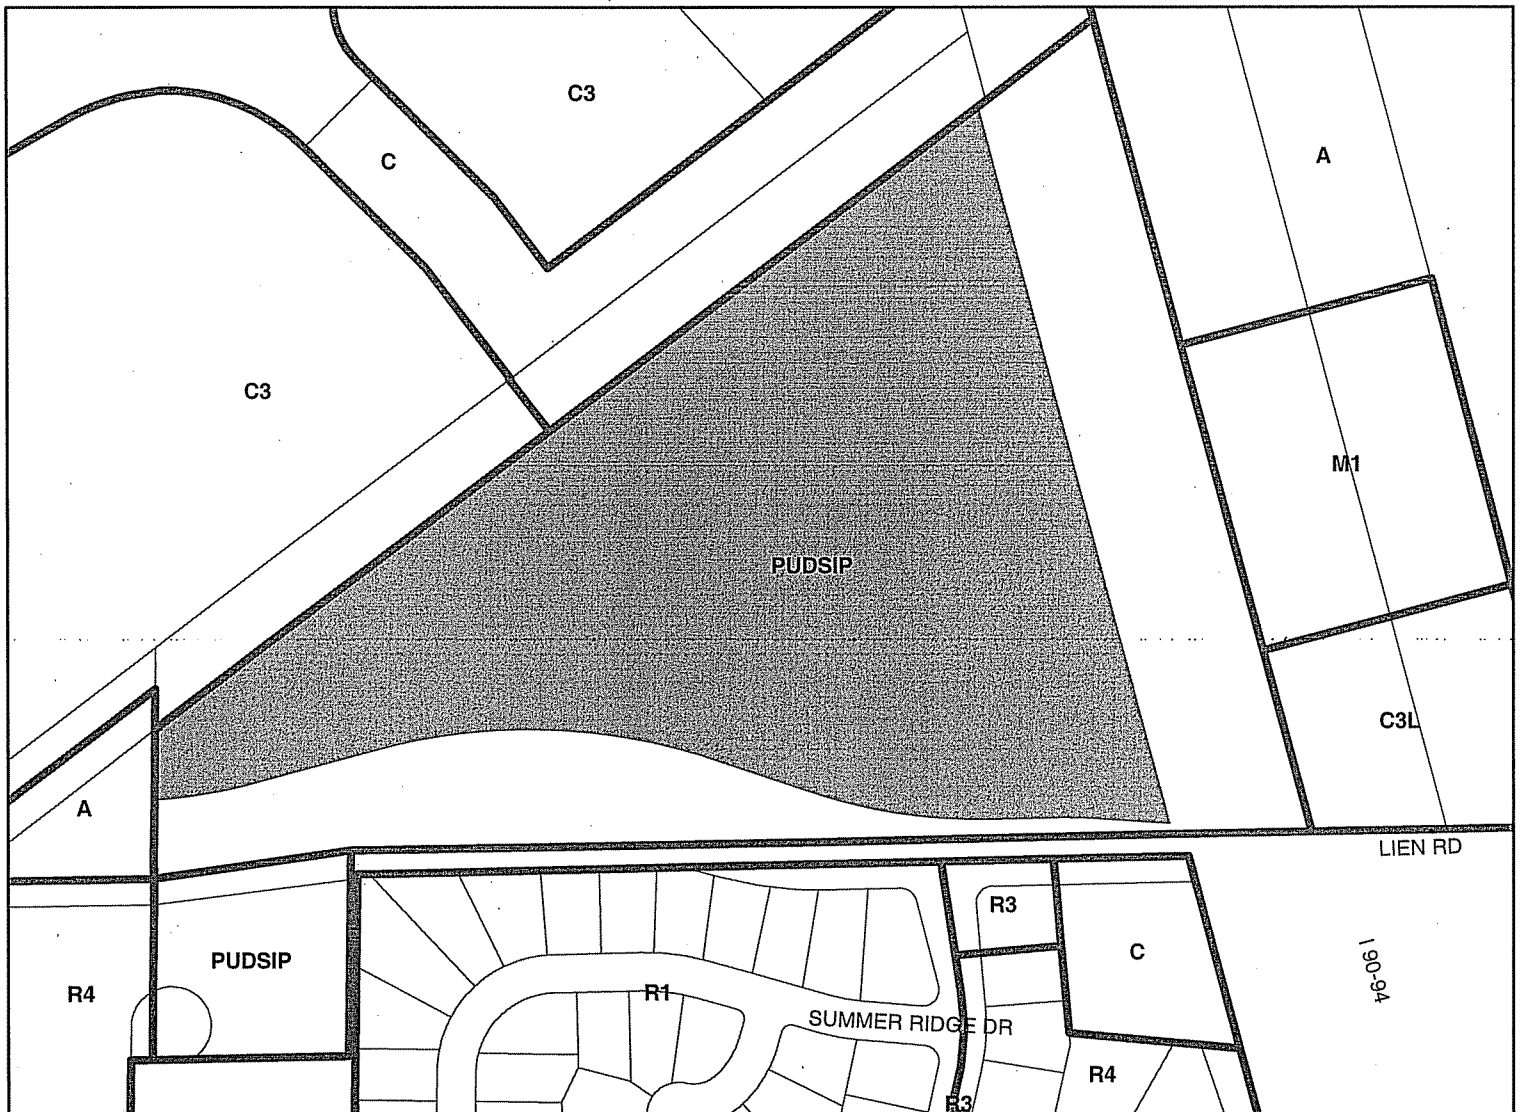 C3
C
A
C3
M1
PUDSIP
C3L
A
LIEN RD
R3
C
PUDSIP
R4
R1
I 90-94
SUMMER RIDGE DR
R4
R3